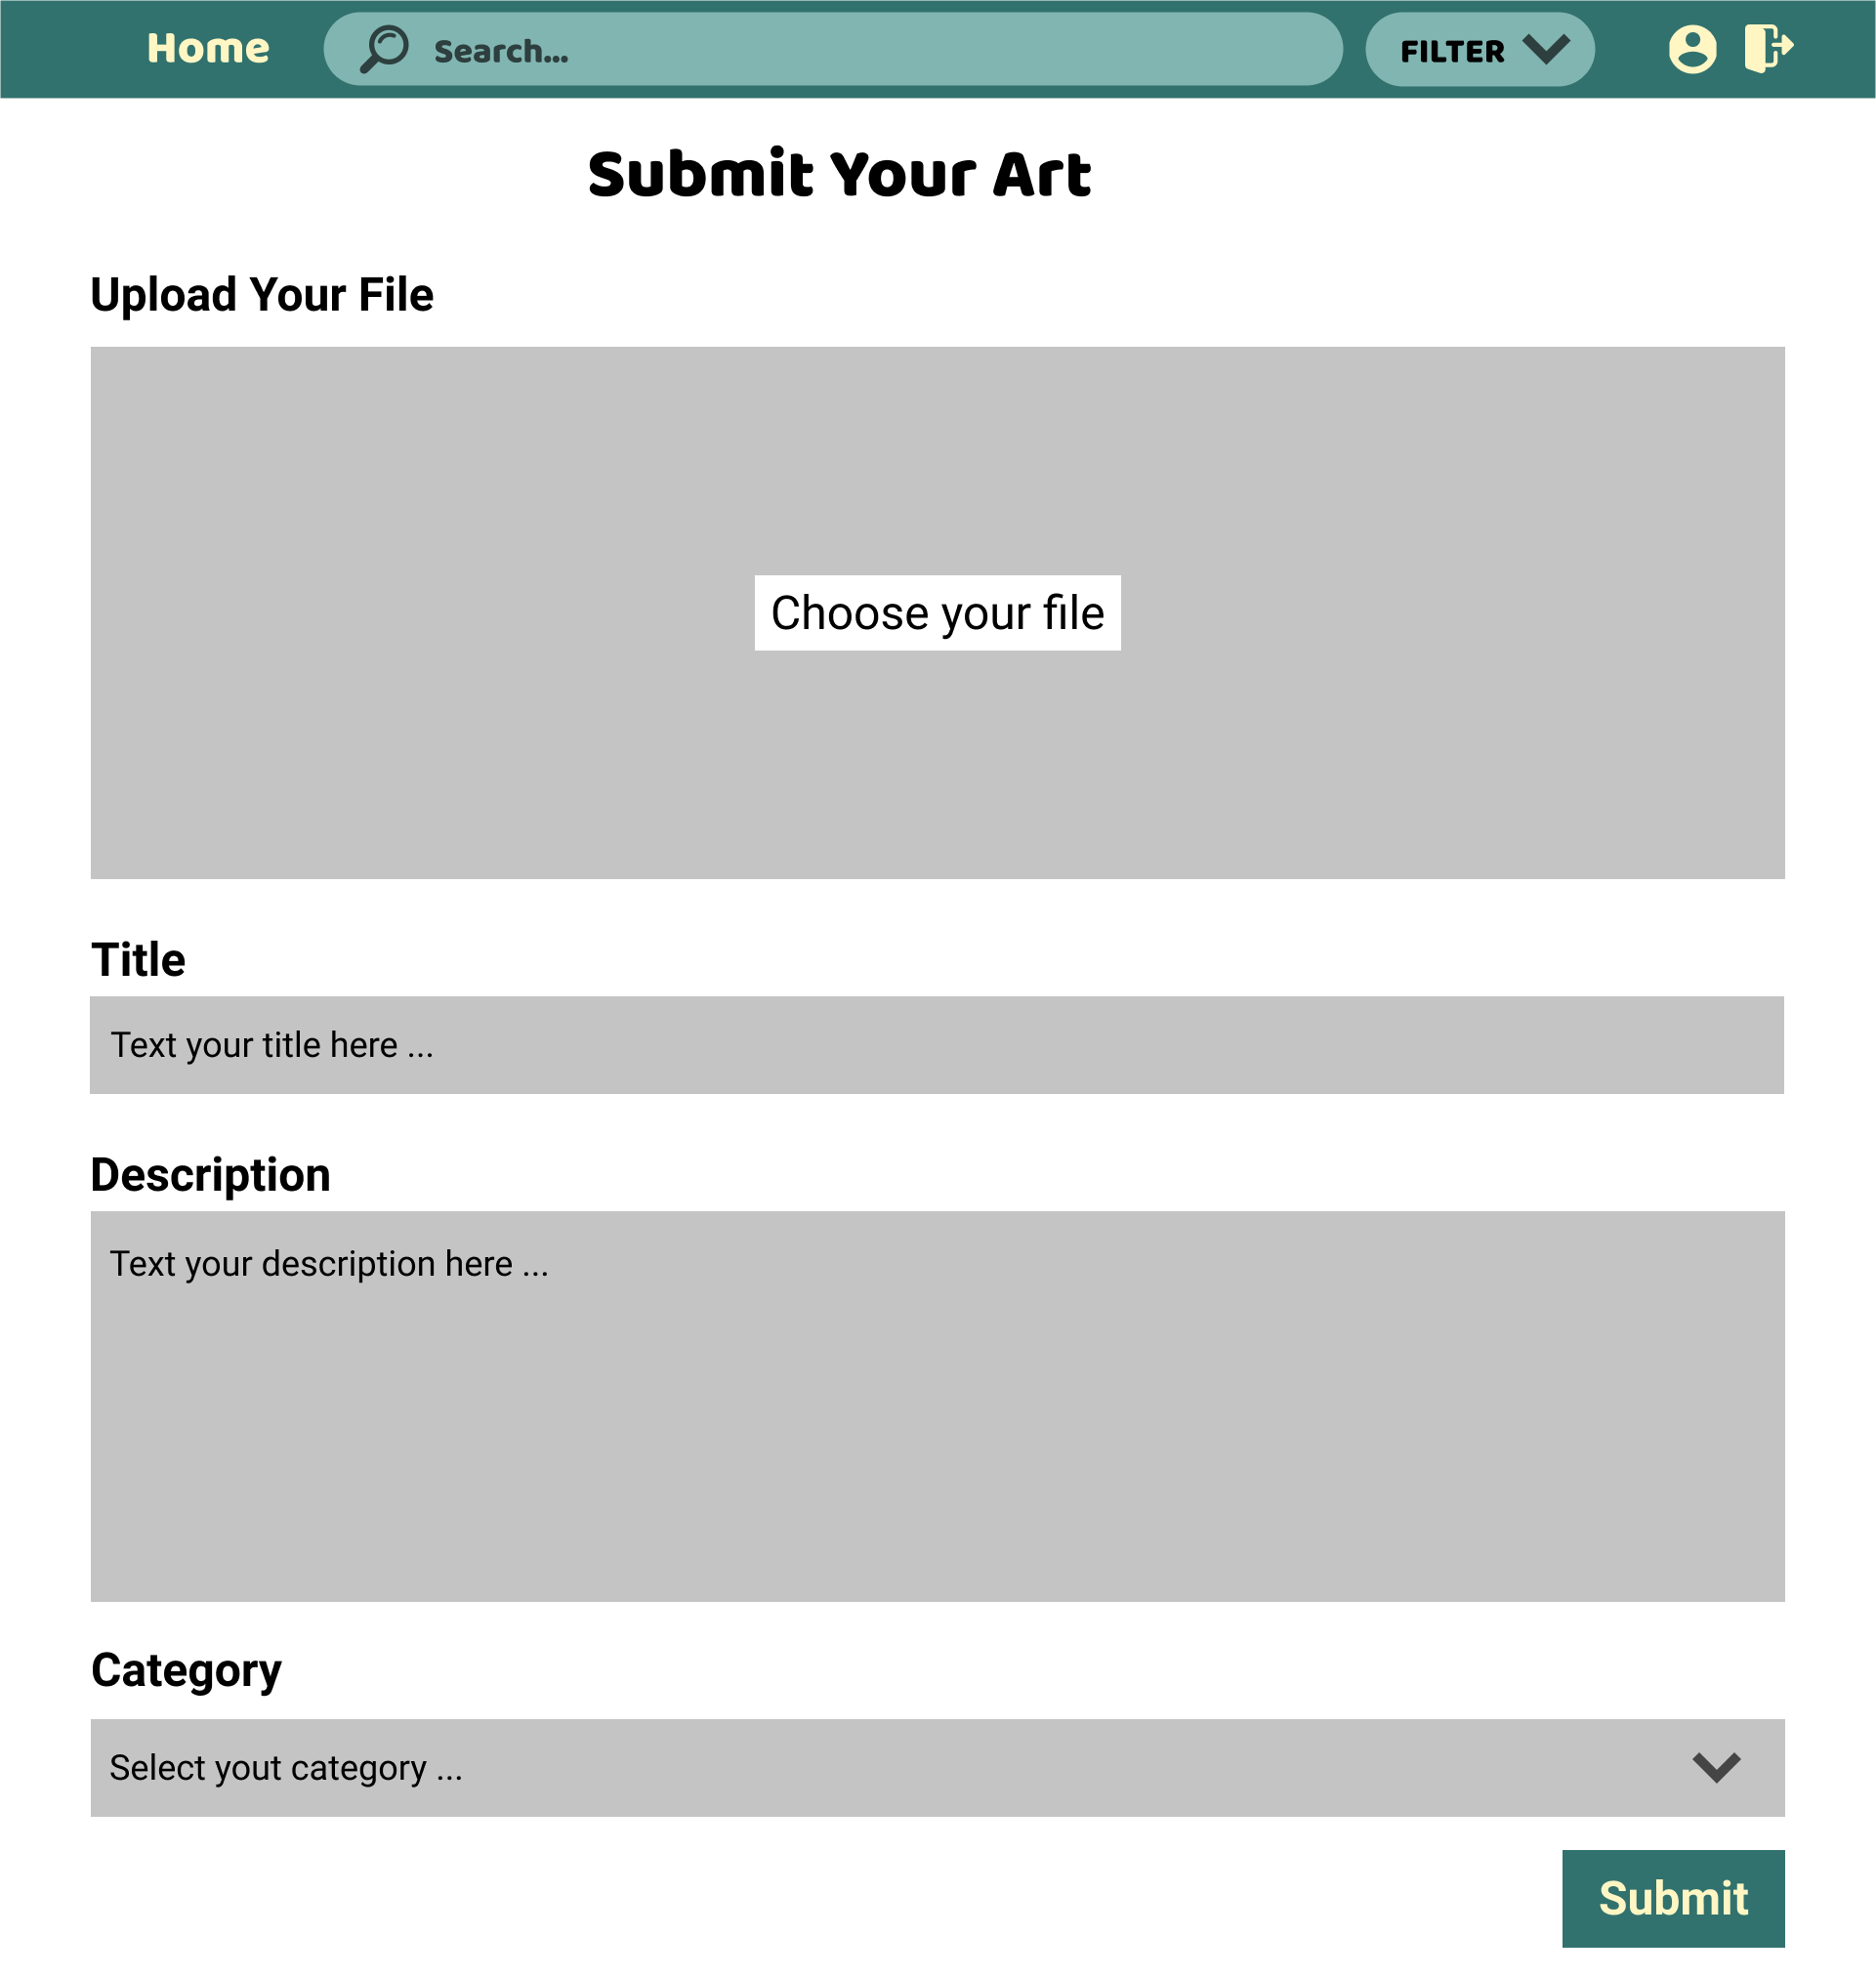 Home
Search...
FILTER
Submit Your Art
Upload Your File
Choose your file
Title
Text your title here ...
Description
Text your description here ...
Category
Select yout category ...
Submit